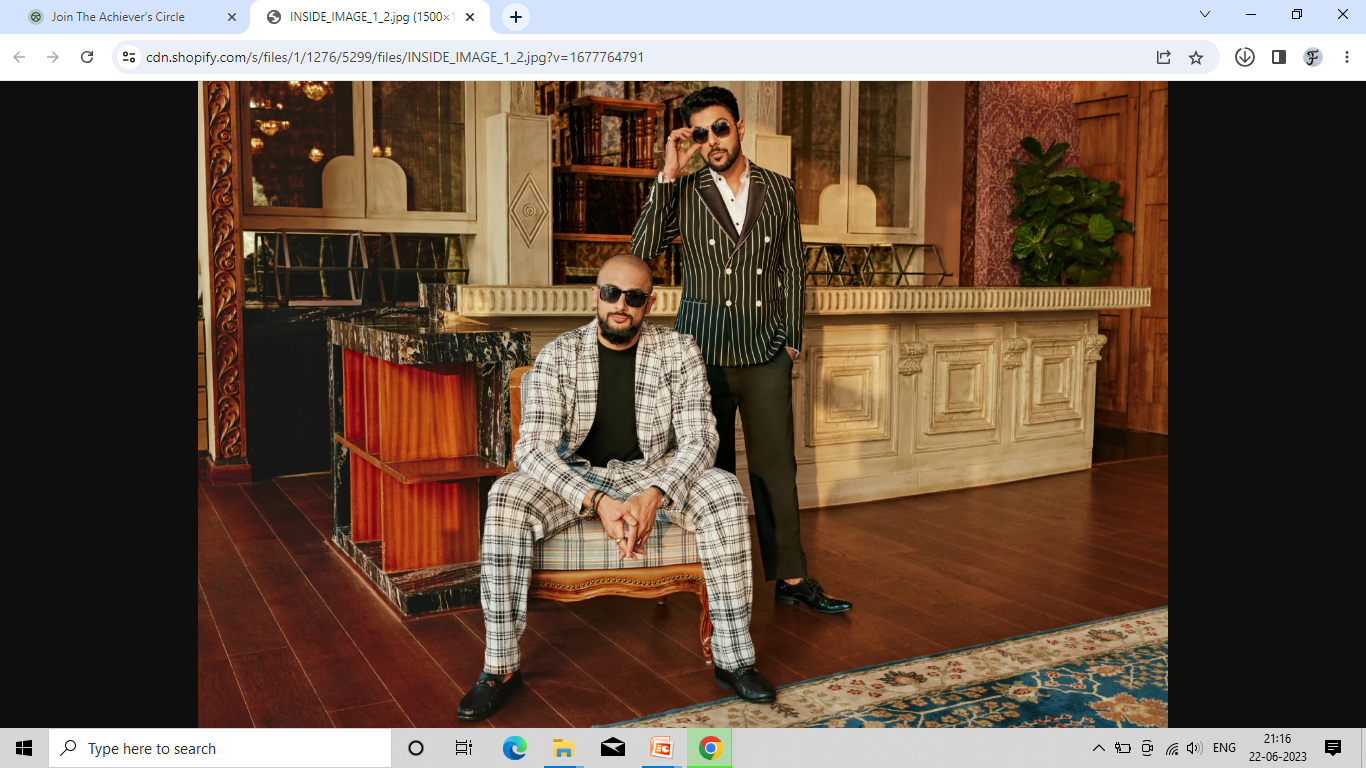 Join The Achiever's Circle
INSIDE_IMAGE_1_2.jpg (1500×1
cdn.shopify.com/s/files/1/1276/5299/files/INSIDE_IMAGE_1_2.jpg?v=1677764791
Type here to search
ENG
21:16
22-06-2023